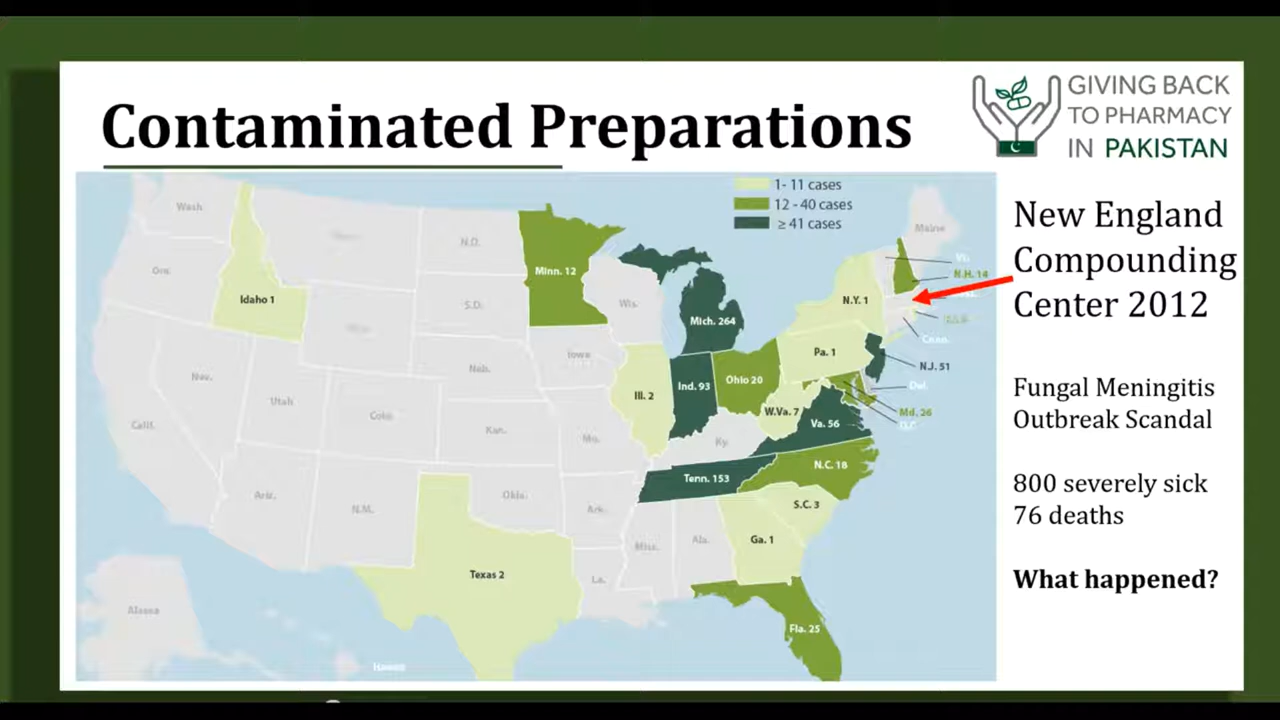 Contaminated Preparations
GIVING BACK
TO PHARMACY
IN PAKISTAN
1- 11 cases
12 - 40 cases
≥ 41 cases
New England
Compounding
Center 2012
Fungal Meningitis
Outbreak Scandal
800 severely sick
76 deaths
What happened?
Wash.
Ore.
Idaho 1
N.D.
S.D.
Minn. 12
Wis.
Mich. 264
Maine
Vt.
N.H. 14
N.Y. 1
Conn.
Pa. 1
N.J. 51
Del.
Md. 26
D.C.
Iowa
Neb.
Nev.
Utah
Colo.
Calif.
Kan.
Mo.
Ill. 2
Ind. 93
Ohio 20
W.Va. 7
Va. 56
Ky.
Tenn. 153
N.C. 18
S.C. 3
Ariz.
N.M.
Okla.
Ark.
Miss.
Ala.
Ga. 1
La.
Texas 2
Fla. 25
Alaska
Hawaii